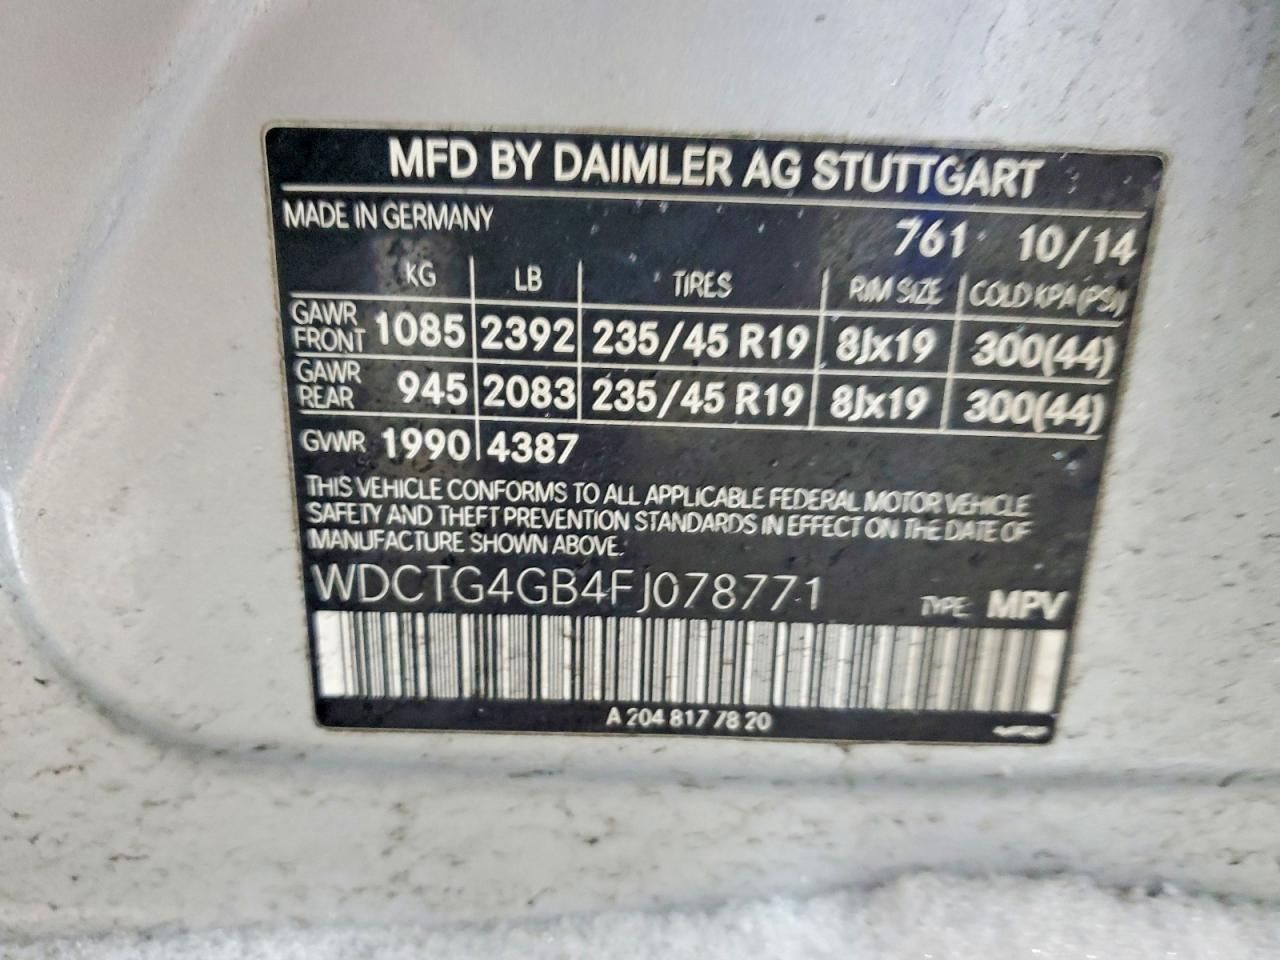 MFD BY DAIMLER AG STUTTGART
MADE IN GERMANY 761 10/14
KG LB TIRES RIM SIZE COLD KPA (PSI)
GAWR FRONT 1085 2392 235/45 R19 8Jx19 300(44)
GAWR REAR 945 2083 235/45 R19 8Jx19 300(44)
GVWR 1990 4387
THIS VEHICLE CONFORMS TO ALL APPLICABLE FEDERAL MOTOR VEHICLE
SAFETY AND THEFT PREVENTION STANDARDS IN EFFECT ON THE DATE OF
MANUFACTURE SHOWN ABOVE.
WDCTG4GB4FJ078771 TYPE: MPV
A 204 817 78 20